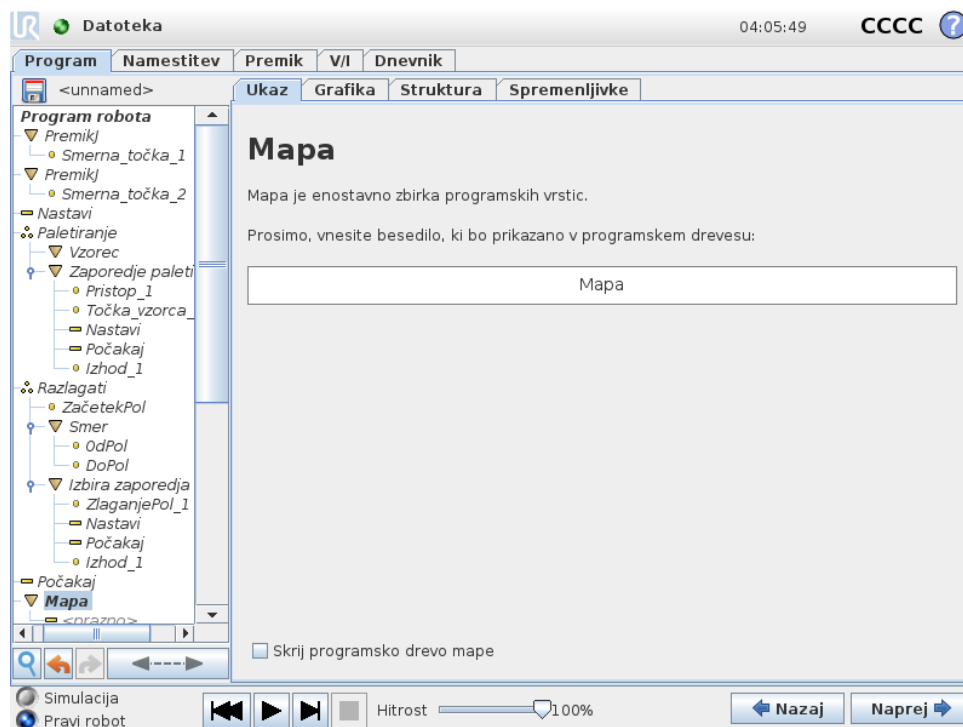 UR Datoteka 04:05:49 CCCC ?
Program Namestitev Premik V/I Dnevnik
<unnamed>
Ukaz Grafika Struktura Spremenljivke
Program robota
PremikJ
Smerna_točka_1
PremikJ
Smerna_točka_2
Nastavi
Paletiranje
Vzorec
Zaporedje paleti
Pristop_1
Točka_vzorca_
Nastavi
Počakaj
Izhod_1
Razlagati
ZačetekPol
Smer
OdPol
DoPol
Izbira zaporedja
ZlaganjePol_1
Nastavi
Počakaj
Izhod_1
Počakaj
Mapa
<prazno>
Mapa
Mapa je enostavno zbirka programskih vrstic.
Prosimo, vnesite besedilo, ki bo prikazano v programskem drevesu:
Mapa
Skrij programsko drevo mape
Simulacija
Pravi robot
Hitrost 100%
Nazaj Naprej